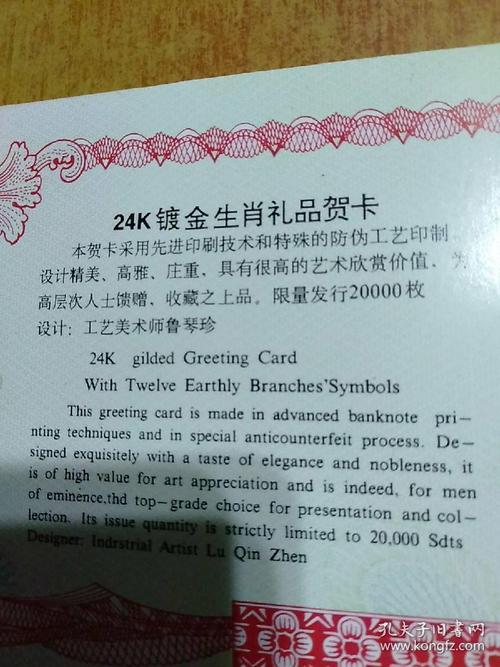 24K镀金生肖礼品贺卡
本贺卡采用先进印刷技术和特殊的防伪工艺印制
设计精美、高雅、庄重，具有很高的艺术欣赏价值，为
高层次人士馈赠、收藏之上品。限量发行20000枚
设计：工艺美术师鲁琴珍
24K gilded Greeting Card
With Twelve Earthly Branches'Symbols
This greeting card is made in advanced banknote pri-
nting techniques and in special anticounterfeit process. De-
signed exquisitely with a taste of elegance and nobleness, it
is of high value for art appreciation and is indeed, for men
of eminence,thd top-grade choice for presentation and col-
lection. Its issue quantity is strictly limited to 20,000 Sdts
Designer: Indrstrial Artist Lu Qin Zhen
孔夫子旧书网
www.kongfz.com